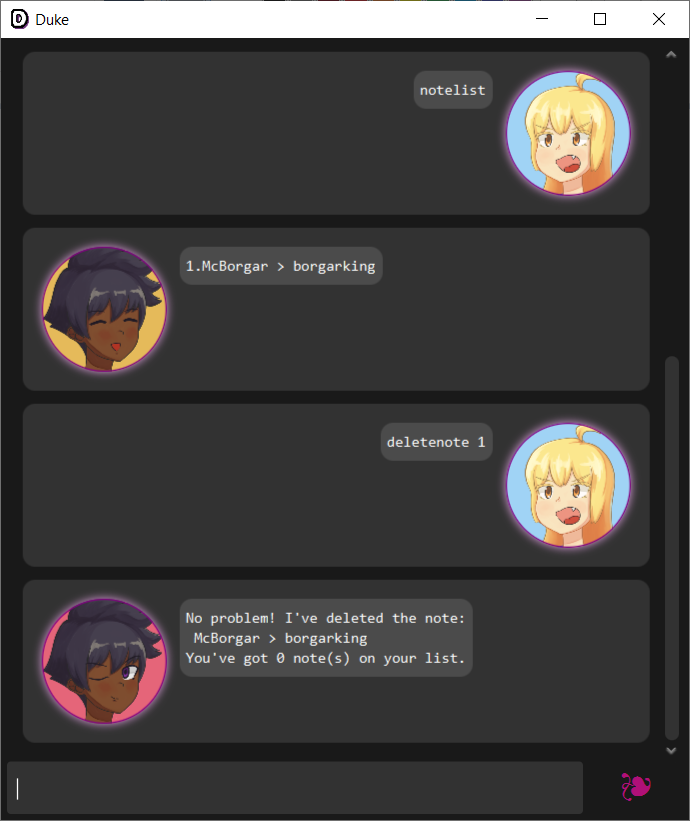 Duke
notelist
1.McBorgar > borgarking
deletenote 1
No problem! I've deleted the note:
McBorgar > borgarking
You've got 0 note(s) on your list.